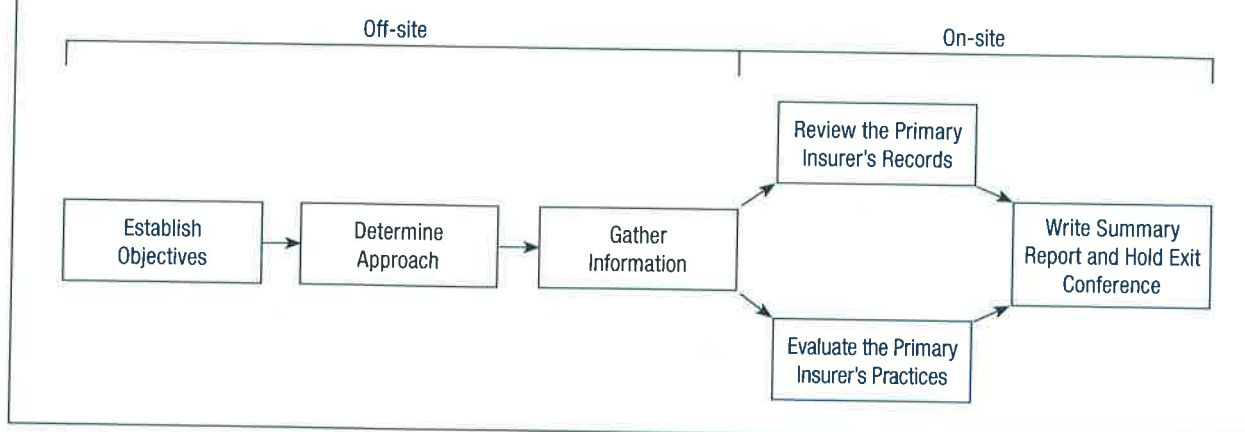 Off-site
On-site
Establish
Objectives
Determine
Approach
Gather
Information
Review the Primary
Insurer's Records
Evaluate the Primary
Insurer's Practices
Write Summary
Report and Hold Exit
Conference